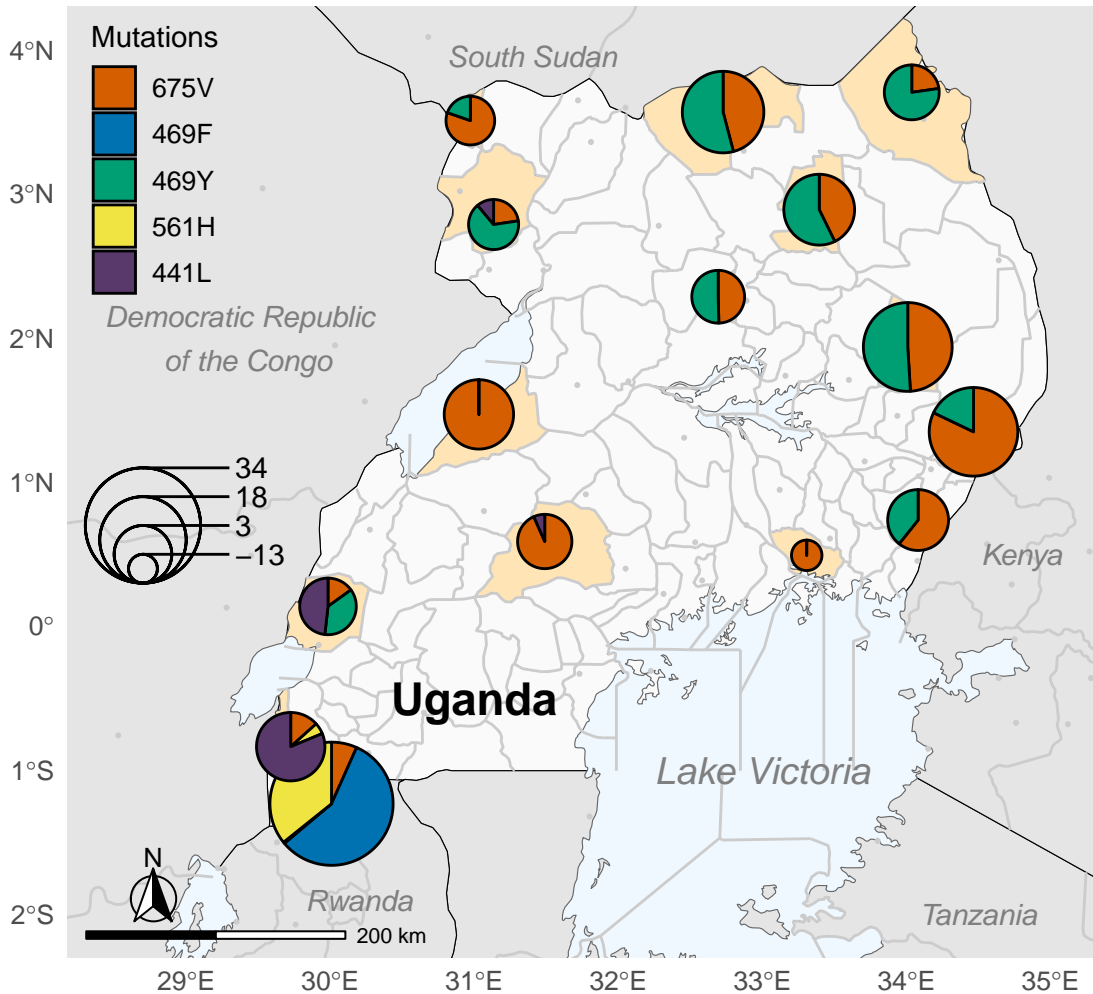 Mutations
675V
469F
469Y
561H
441L
South Sudan
Democratic Republic
of the Congo
34
18
3
−13
Kenya
Uganda
Lake Victoria
Rwanda
Tanzania
N
200 km
4°N
3°N
2°N
1°N
0°
1°S
2°S
29°E
30°E
31°E
32°E
33°E
34°E
35°E